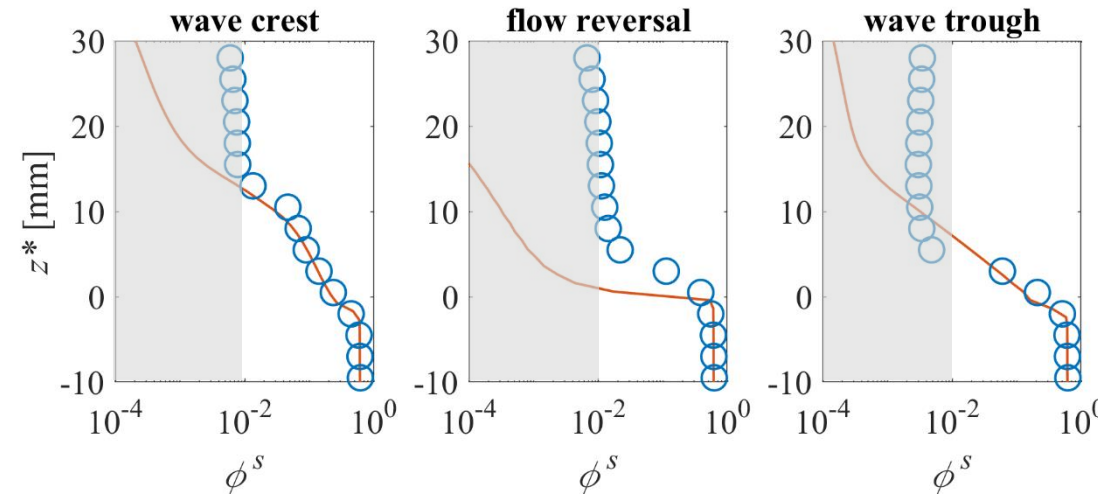 wave crest flow reversal wave trough
30 30 30
20 20 20
z* [mm]
10 10 10
0 0 0
-10 -10 -10
10^-4 10^-2 10^0 10^-4 10^-2 10^0 10^-4 10^-2 10^0
ϕ^s ϕ^s ϕ^s